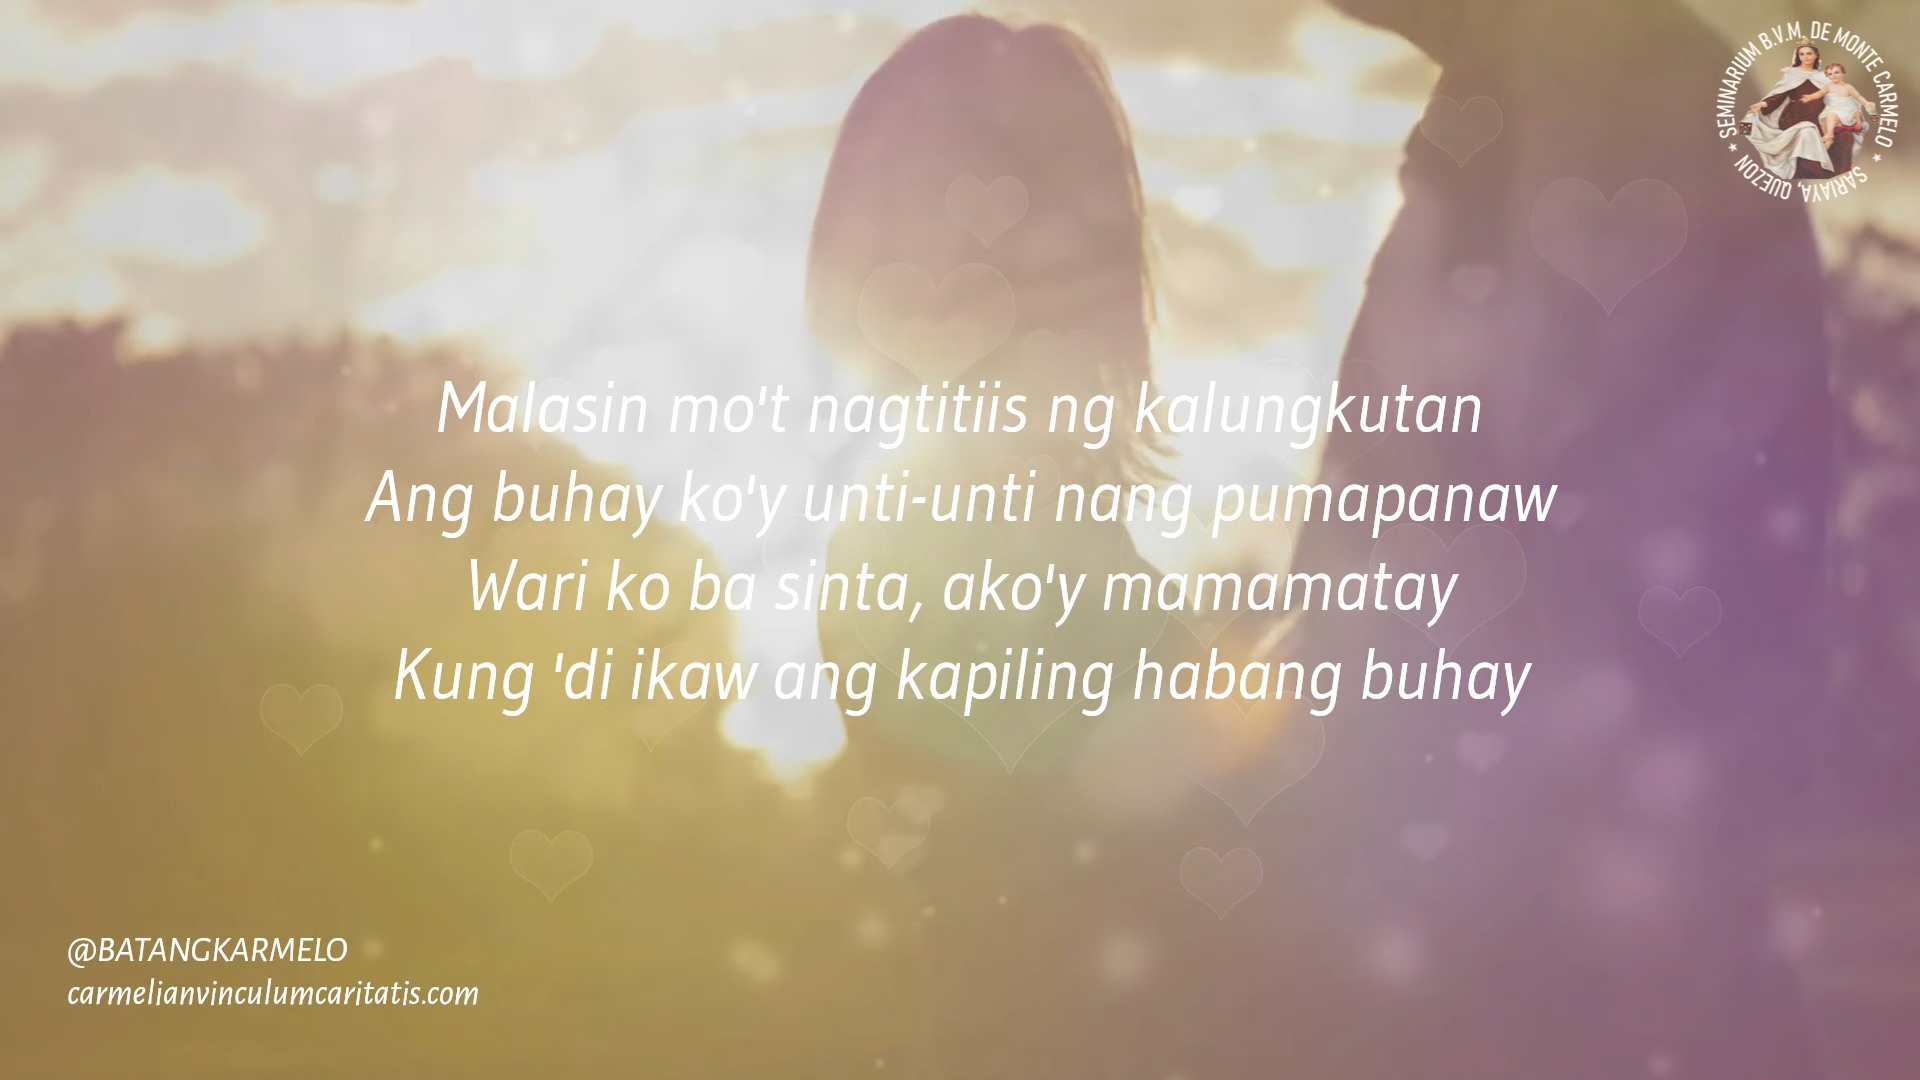 SEMINARIUM B.V.M. DE MONTE CARMELO
★ SARIAYA, QUEZON ★
Malasin mo't nagtitiis ng kalungkutan
Ang buhay ko'y unti-unti nang pumapanaw
Wari ko ba sinta, ako'y mamamatay
Kung 'di ikaw ang kapiling habang buhay
@BATANGKARMELO
carmelianvinculumcaritatis.com